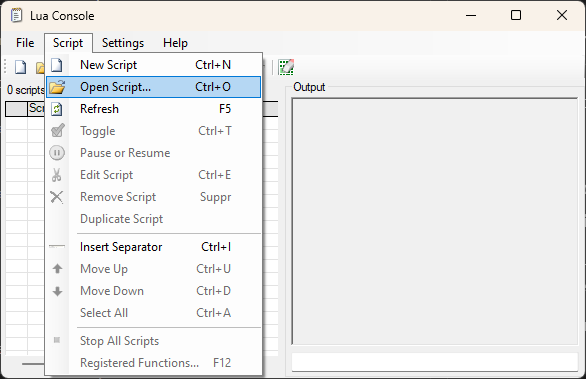 Lua Console
File Script Settings Help
0 scripts
Scr
New Script Ctrl+N
Open Script... Ctrl+O
Refresh F5
Toggle Ctrl+T
Pause or Resume
Edit Script Ctrl+E
Remove Script Suppr
Duplicate Script
Insert Separator Ctrl+I
Move Up Ctrl+U
Move Down Ctrl+D
Select All Ctrl+A
Stop All Scripts
Registered Functions... F12
Output